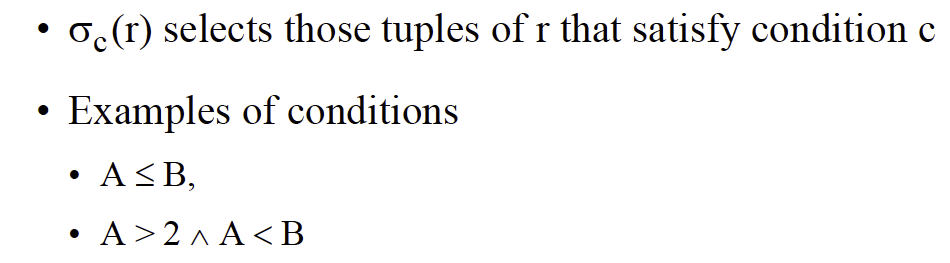 • σc(r) selects those tuples of r that satisfy condition c
• Examples of conditions
• A ≤ B,
• A > 2 ∧ A < B